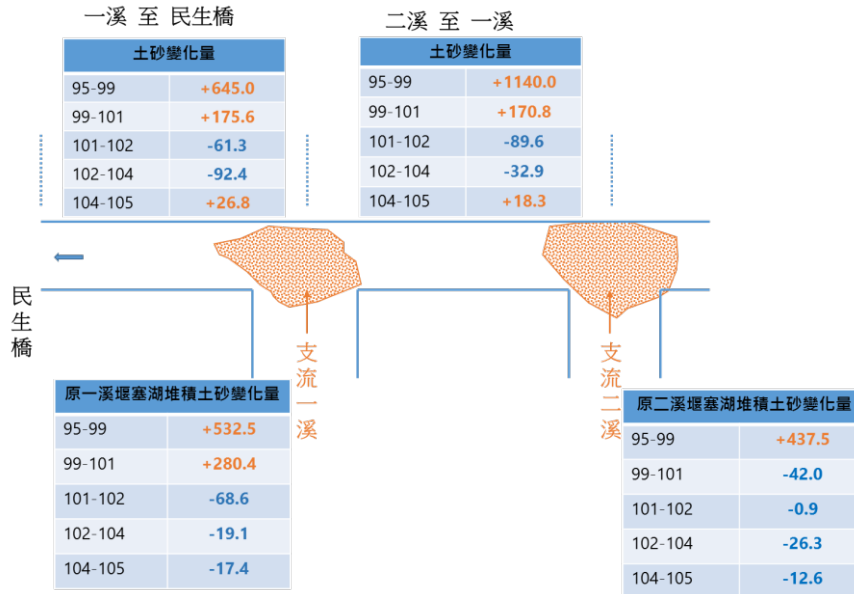 一溪 至 民生橋
土砂變化量
95-99 +645.0
99-101 +175.6
101-102 -61.3
102-104 -92.4
104-105 +26.8
二溪 至 一溪
土砂變化量
95-99 +1140.0
99-101 +170.8
101-102 -89.6
102-104 -32.9
104-105 +18.3
民生橋
支流一溪
支流二溪
原一溪堰塞湖堆積土砂變化量
95-99 +532.5
99-101 +280.4
101-102 -68.6
102-104 -19.1
104-105 -17.4
原二溪堰塞湖堆積土砂變化量
95-99 +437.5
99-101 -42.0
101-102 -0.9
102-104 -26.3
104-105 -12.6